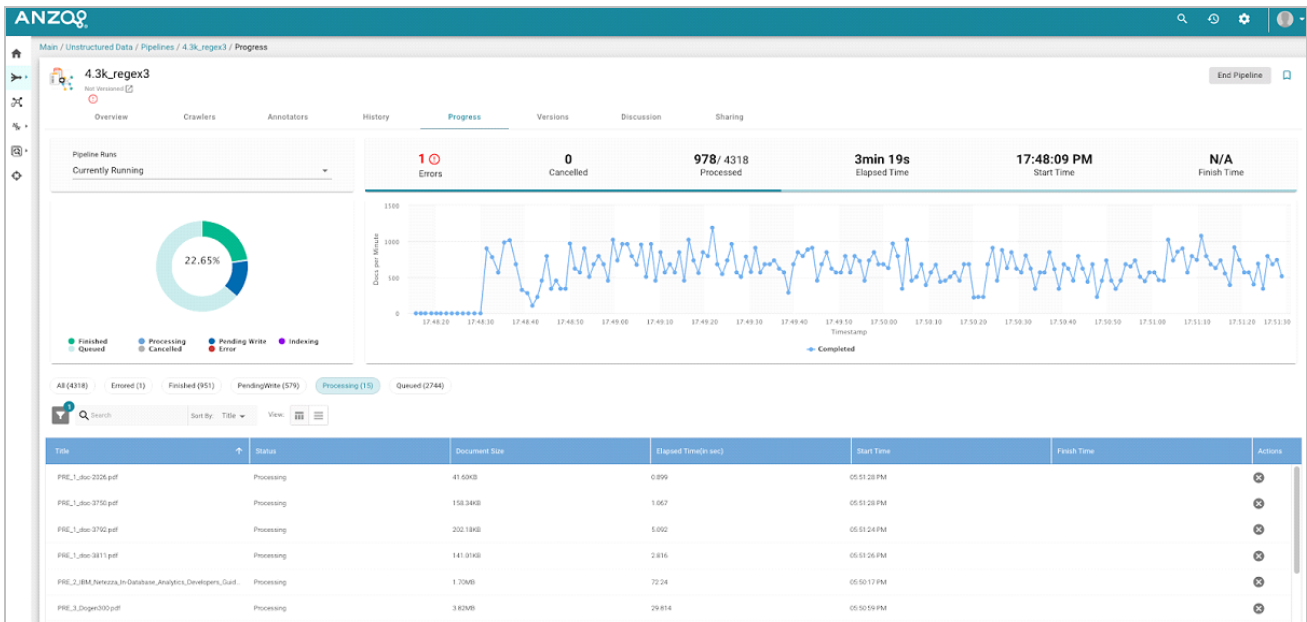 ANZO
Main / Unstructured Data / Pipelines / 4.3k_regex3 / Progress
4.3k_regex3
Not Versioned
End Pipeline
Overview Crawlers Annotators History Progress Versions Discussion Sharing
Pipeline Runs
Currently Running
1 0 978/ 4318 3min 19s 17:48:09 PM N/A
Errors Cancelled Processed Elapsed Time Start Time Finish Time
22.65%
Finished Processing Pending Write Indexing
Queued Cancelled Error
1500
1000
500
0
Docs per Minute
17:48:20 17:48:30 17:48:40 17:48:50 17:49:00 17:49:10 17:49:20 17:49:30 17:49:40 17:49:50 17:50:00 17:50:10 17:50:20 17:50:30 17:50:40 17:50:50 17:51:00 17:51:10 17:51:20 17:51:30
Timestamp
Completed
All (4318) Errored (1) Finished (951) PendingWrite (579) Processing (15) Queued (2744)
1
Search Sort By: Title View:
Title Status Document Size Elapsed Time(in sec) Start Time Finish Time Actions
PRE_1_doc-2026.pdf Processing 41.60KB 0.899 05:51:28 PM
PRE_1_doc-3750.pdf Processing 158.34KB 1.067 05:51:28 PM
PRE_1_doc-3792.pdf Processing 202.18KB 5.092 05:51:24 PM
PRE_1_doc-3811.pdf Processing 141.01KB 2.816 05:51:26 PM
PRE_2_IBM_Netezza_In-Database_Analytics_Developers_Guid.. Processing 1.70MB 72.24 05:50:17 PM
PRE_3_Dogen300.pdf Processing 3.82MB 29.814 05:50:59 PM